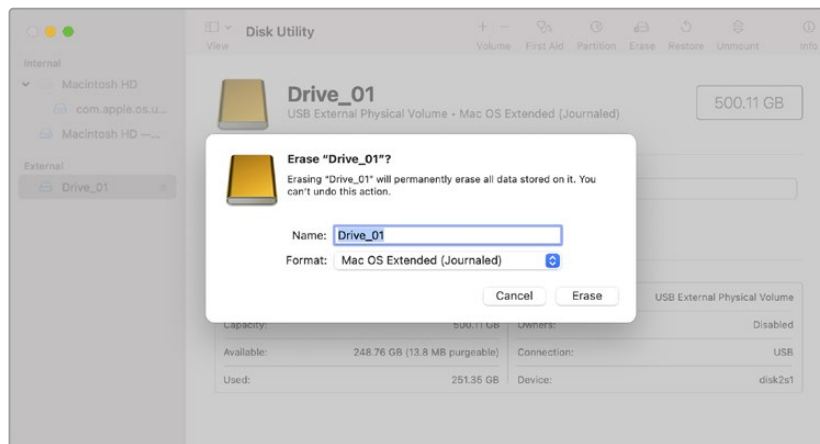 View
Disk Utility
Volume
First Aid
Partition
Erase
Restore
Unmount
Info
Internal
Macintosh HD
com.apple.os.u...
Macintosh HD —...
External
Drive_01
Drive_01
USB External Physical Volume • Mac OS Extended (Journaled)
500.11 GB
Erase “Drive_01”?
Erasing “Drive_01” will permanently erase all data stored on it. You
can't undo this action.
Name: Drive_01
Format: Mac OS Extended (Journaled)
Cancel
Erase
USB External Physical Volume
Capacity: 500.11 GB
Owners: Disabled
Available: 248.76 GB (13.8 MB purgeable)
Connection: USB
Used: 251.35 GB
Device: disk2s1